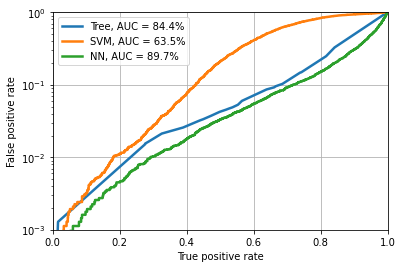 10⁰
10⁻¹
10⁻²
10⁻³
False positive rate
Tree, AUC = 84.4%
SVM, AUC = 63.5%
NN, AUC = 89.7%
0.0 0.2 0.4 0.6 0.8 1.0
True positive rate